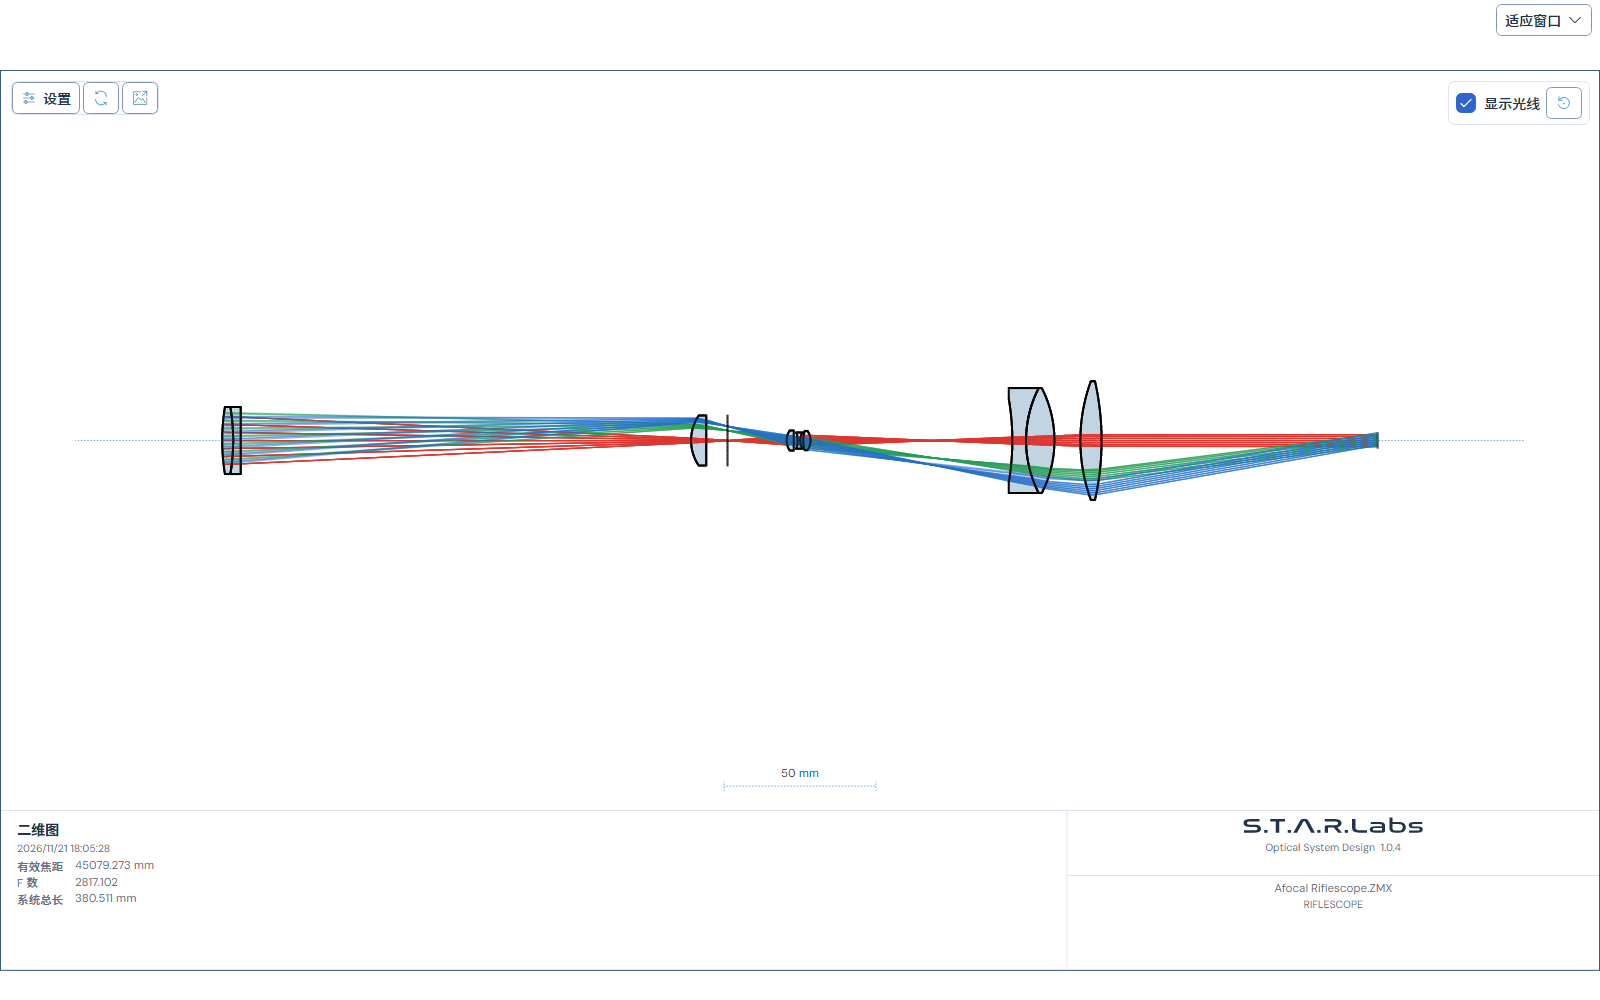 适应窗口
设置
显示光线
50 mm
二维图
2026/11/21 18:05:28
有效焦距 45079.273 mm
F 数 2817.102
系统总长 380.511 mm
S.T.Λ.R.Labs
Optical System Design 1.0.4
Afocal Riflescope.ZMX
RIFLESCOPE